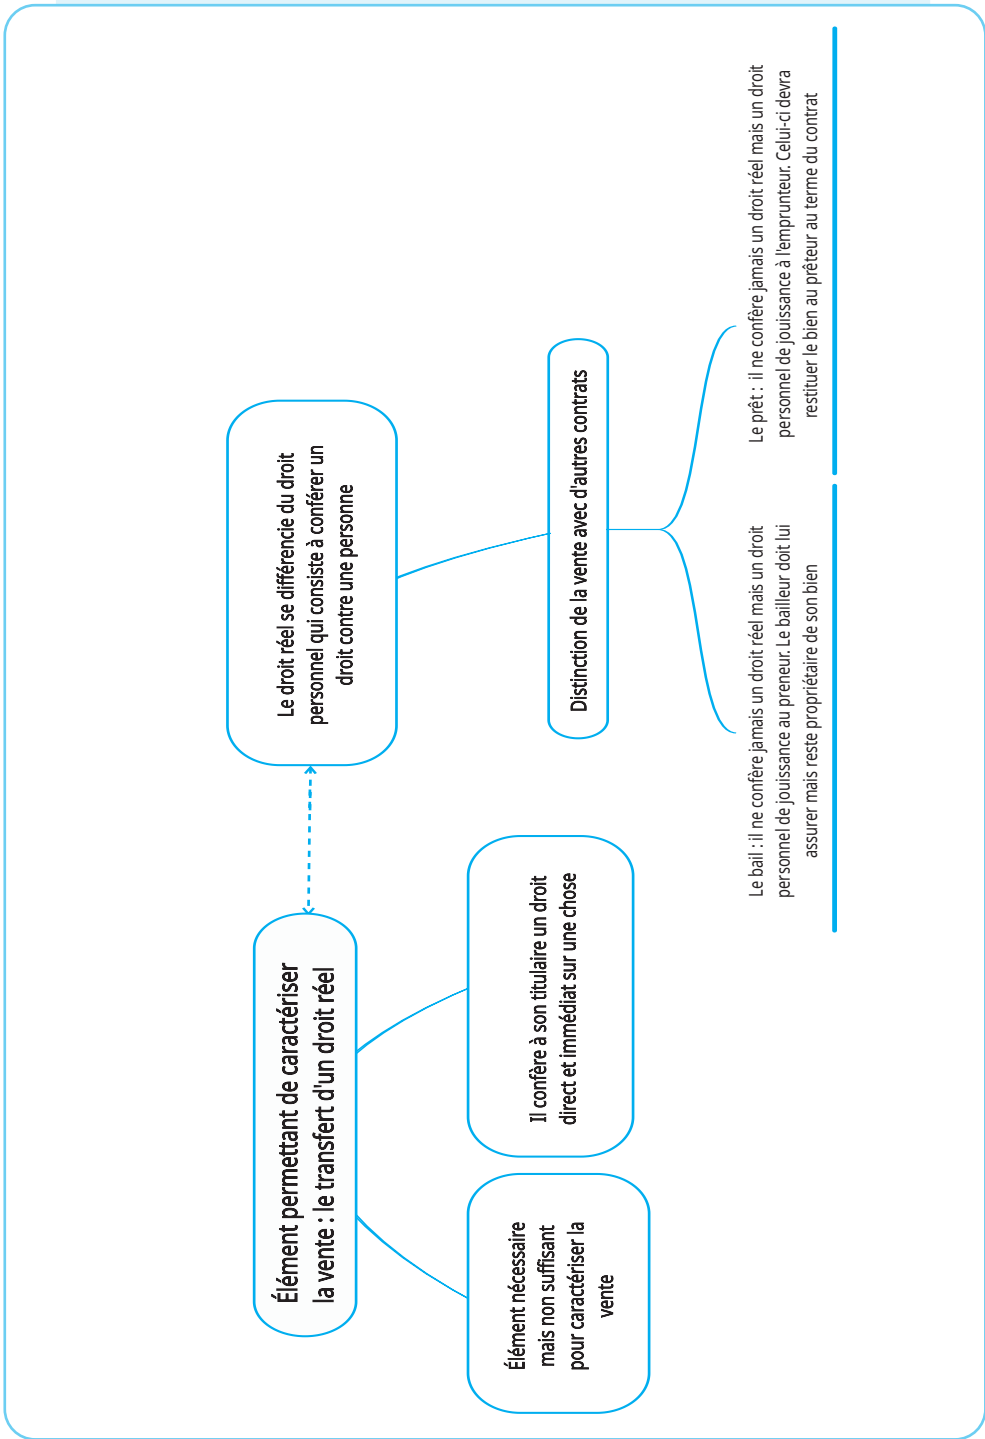 Élément permettant de caractériser
la vente : le transfert d'un droit réel
Le droit réel se différencie du droit
personnel qui consiste à conférer un
droit contre une personne
Élément nécessaire
mais non suffisant
pour caractériser la
vente
Il confère à son titulaire un droit
direct et immédiat sur une chose
Distinction de la vente avec d'autres contrats
Le bail : il ne confère jamais un droit réel mais un droit
personnel de jouissance au preneur. Le bailleur doit lui
assurer mais reste propriétaire de son bien
Le prêt : il ne confère jamais un droit réel mais un droit
personnel de jouissance à l'emprunteur. Celui-ci devra
restituer le bien au prêteur au terme du contrat